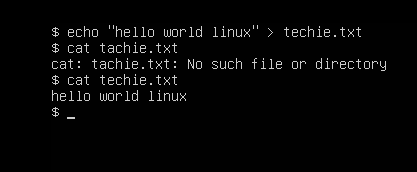 $ echo "hello world linux" > techie.txt
$ cat tachie.txt
cat: tachie.txt: No such file or directory
$ cat techie.txt
hello world linux
$ _